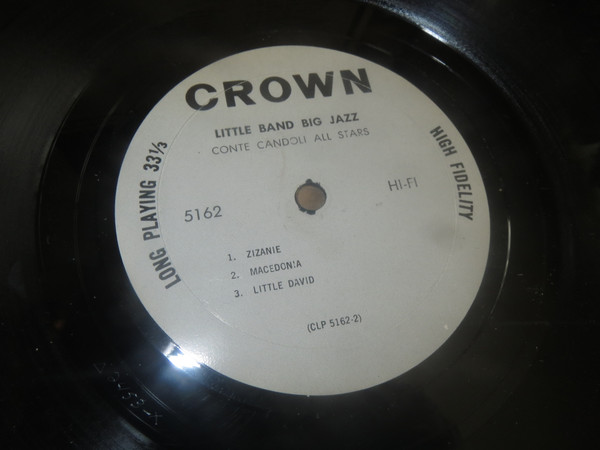 CROWN
LITTLE BAND BIG JAZZ
CONTE CANDOLI ALL STARS
LONG PLAYING 33⅓
HIGH FIDELITY
5162
HI-FI
1. ZIZANIE
2. MACEDONIA
3. LITTLE DAVID
(CLP 5162-2)